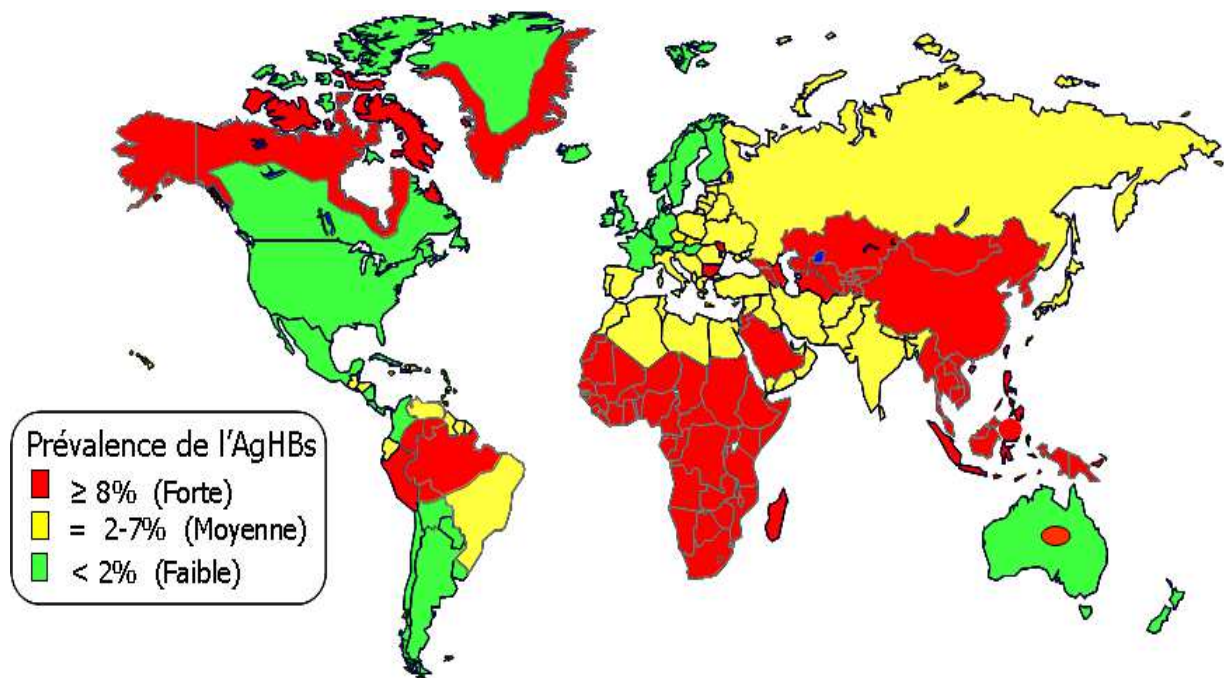 Prévalence de l'AgHBs
≥ 8% (Forte)
= 2-7% (Moyenne)
< 2% (Faible)